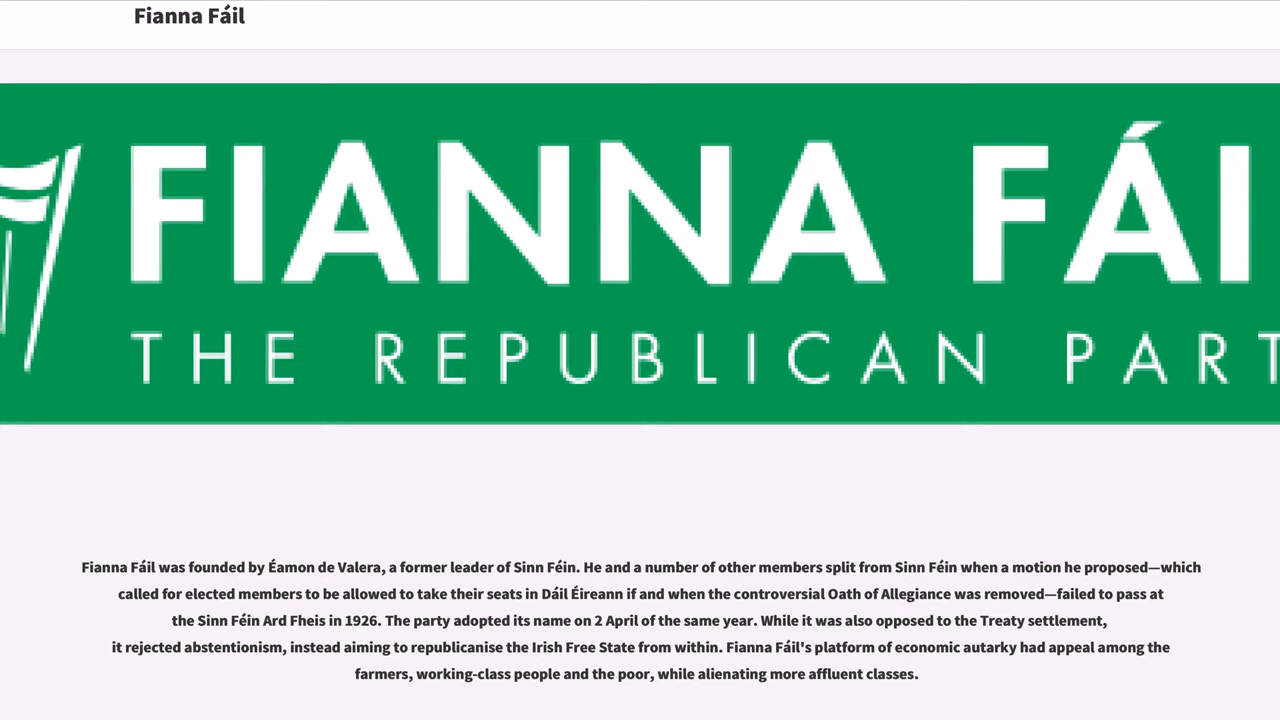 Fianna Fáil
FIANNA FÁI
THE REPUBLICAN PART
Fianna Fáil was founded by Éamon de Valera, a former leader of Sinn Féin. He and a number of other members split from Sinn Féin when a motion he proposed—which
called for elected members to be allowed to take their seats in Dáil Éireann if and when the controversial Oath of Allegiance was removed—failed to pass at
the Sinn Féin Ard Fheis in 1926. The party adopted its name on 2 April of the same year. While it was also opposed to the Treaty settlement,
it rejected abstentionism, instead aiming to republicanise the Irish Free State from within. Fianna Fáil's platform of economic autarky had appeal among the
farmers, working-class people and the poor, while alienating more affluent classes.